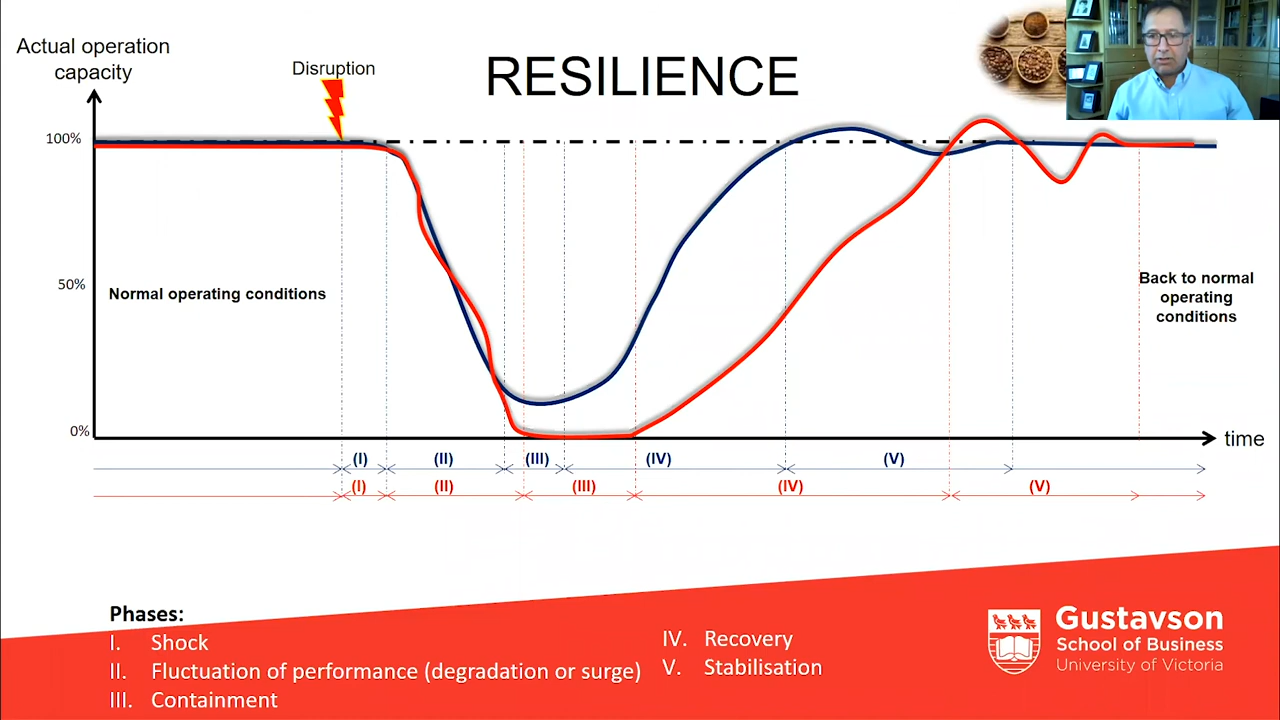 Actual operation
capacity
Disruption
RESILIENCE
100%
50%
0%
Normal operating conditions
Back to normal
operating
conditions
time
(I)
(II)
(III)
(IV)
(V)
(I)
(II)
(III)
(IV)
(V)
Phases:
I. Shock
II. Fluctuation of performance (degradation or surge)
III. Containment
IV. Recovery
V. Stabilisation
Gustavson
School of Business
University of Victoria